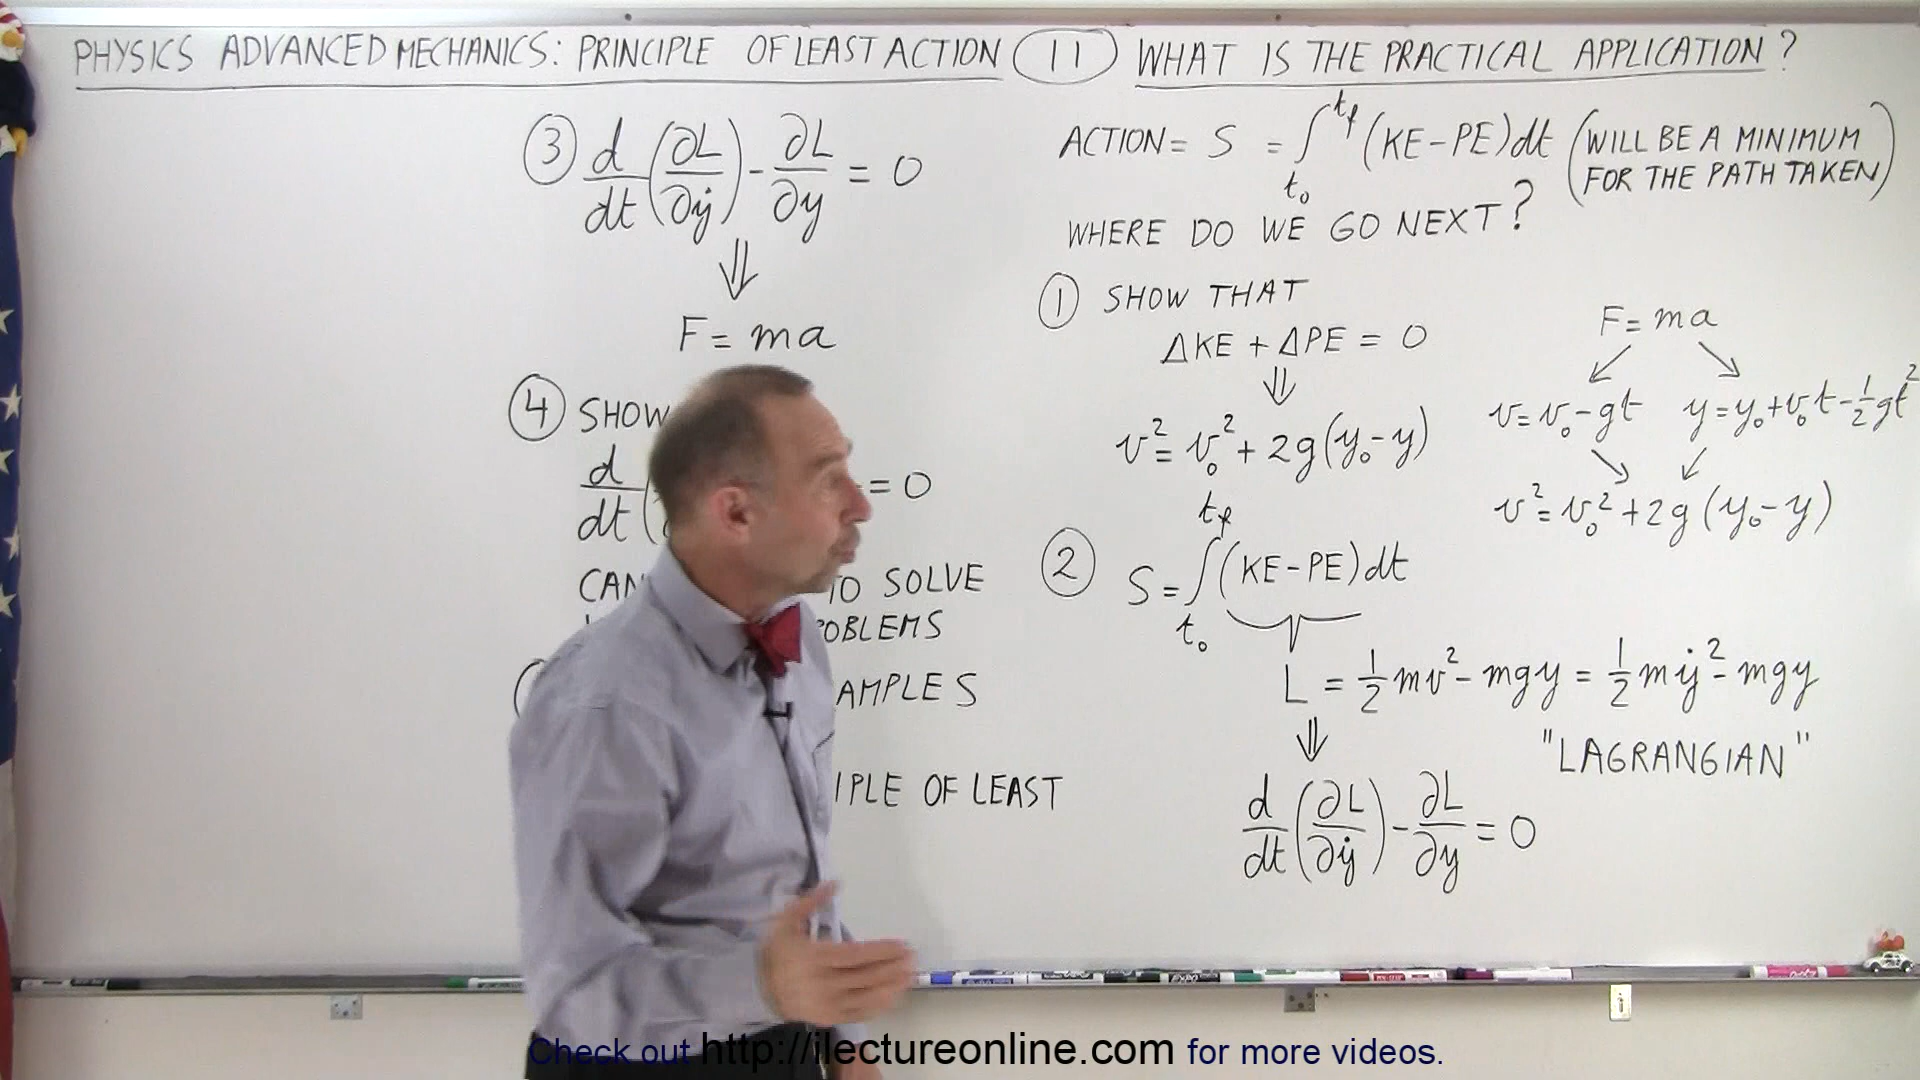 PHYSICS ADVANCED MECHANICS: PRINCIPLE OF LEAST ACTION (11) WHAT IS THE PRACTICAL APPLICATION?
③ d/dt (∂L/∂ẏ) - ∂L/∂y = 0
⇓
F = ma
④ SHOW
d/dt ( = 0
CAN TO SOLVE
PROBLEMS
AMPLES
IPLE OF LEAST
ACTION = S = ∫ₜ₀^tf (KE - PE) dt (WILL BE A MINIMUM
FOR THE PATH TAKEN)
WHERE DO WE GO NEXT?
① SHOW THAT
ΔKE + ΔPE = 0
⇓
v² = v₀² + 2g(y₀ - y)
F = ma
↙ ↘
v = v₀ - gt y = y₀ + v₀t - ½gt²
↘ ↙
v² = v₀² + 2g(y₀ - y)
② S = ∫ₜ₀^tf (KE - PE) dt
L = ½mv² - mgy = ½mẏ² - mgy
⇓ "LAGRANGIAN"
d/dt (∂L/∂ẏ) - ∂L/∂y = 0
Check out http://ilectureonline.com for more videos.